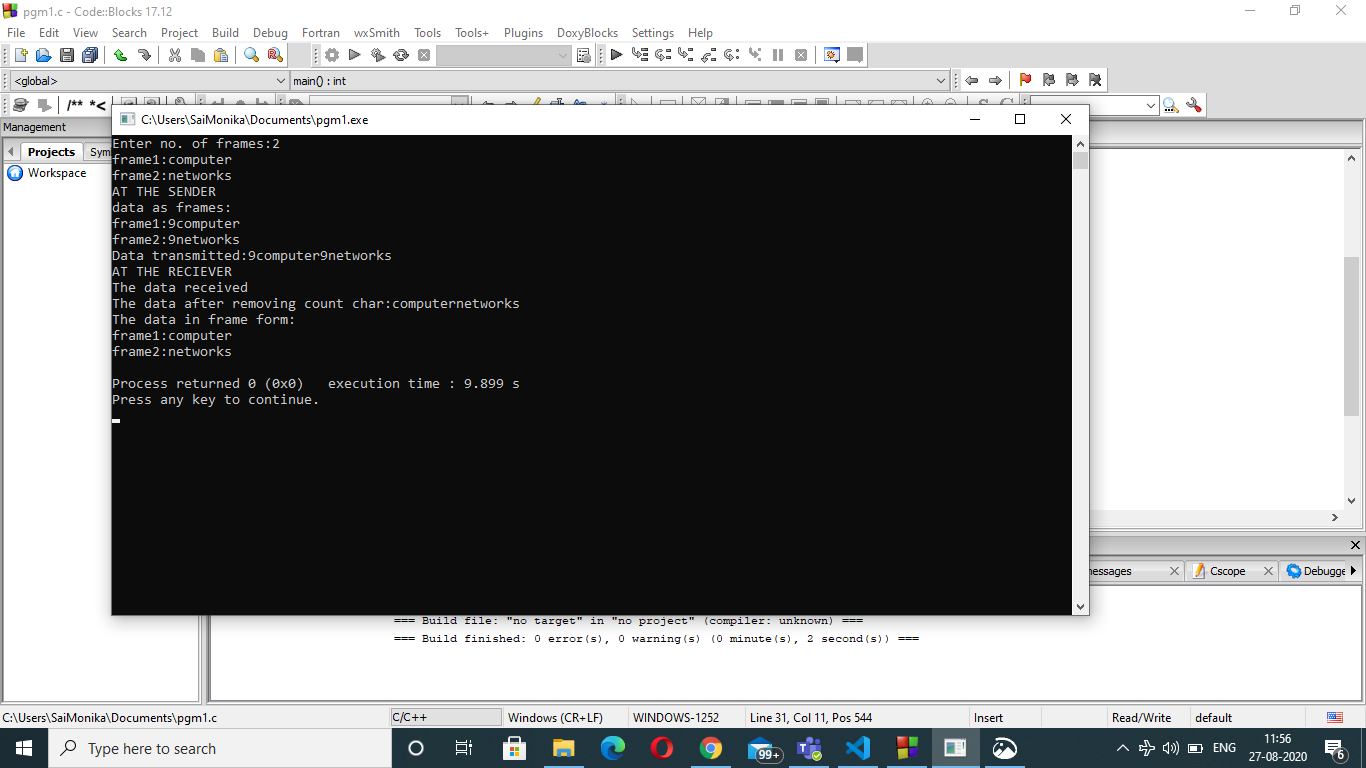 pgm1.c - Code::Blocks 17.12
File Edit View Search Project Build Debug Fortran wxSmith Tools Tools+ Plugins DoxyBlocks Settings Help
<global> main() : int
/** *<
C:\Users\SaiMonika\Documents\pgm1.exe
Management
Projects Sym
Workspace
Enter no. of frames:2
frame1:computer
frame2:networks
AT THE SENDER
data as frames:
frame1:9computer
frame2:9networks
Data transmitted:9computer9networks
AT THE RECIEVER
The data received
The data after removing count char:computernetworks
The data in frame form:
frame1:computer
frame2:networks
Process returned 0 (0x0) execution time : 9.899 s
Press any key to continue.
essages Cscope Debugge
=== Build file: "no target" in "no project" (compiler: unknown) ===
=== Build finished: 0 error(s), 0 warning(s) (0 minute(s), 2 second(s)) ===
C:\Users\SaiMonika\Documents\pgm1.c C/C++ Windows (CR+LF) WINDOWS-1252 Line 31, Col 11, Pos 544 Insert Read/Write default
Type here to search 99+ ENG 11:56
27-08-2020 6